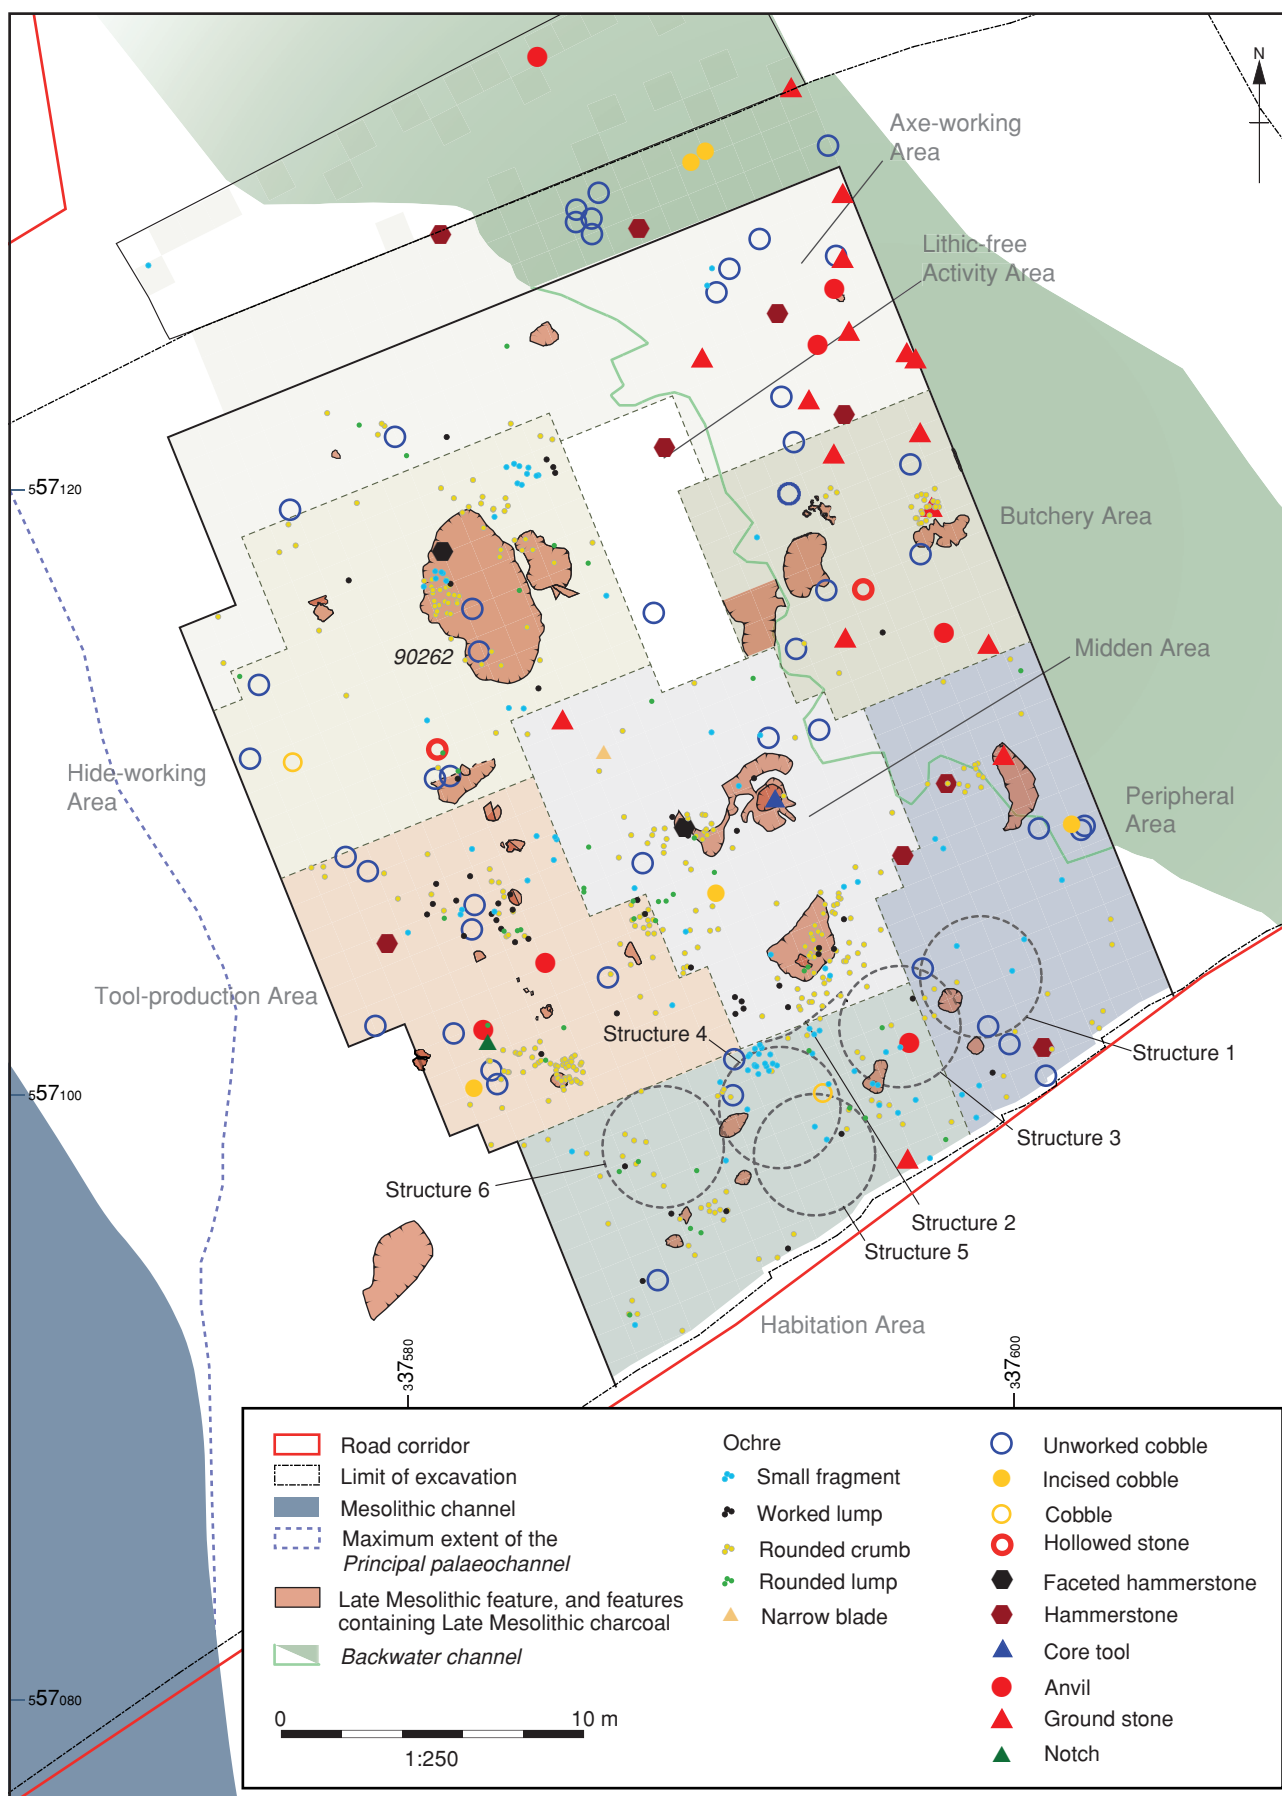 N
Axe-working
Area
Lithic-free
Activity Area
557120
Butchery Area
90262
Midden Area
Hide-working
Area
Peripheral
Area
Tool-production Area
Structure 4
Structure 1
557100
Structure 3
Structure 6
Structure 2
Structure 5
Habitation Area
337580
337600
Road corridor
Limit of excavation
Mesolithic channel
Maximum extent of the
Principal palaeochannel
Late Mesolithic feature, and features
containing Late Mesolithic charcoal
Backwater channel
0 10 m
1:250
Ochre
Small fragment
Worked lump
Rounded crumb
Rounded lump
Narrow blade
Unworked cobble
Incised cobble
Cobble
Hollowed stone
Faceted hammerstone
Hammerstone
Core tool
Anvil
Ground stone
Notch
557080